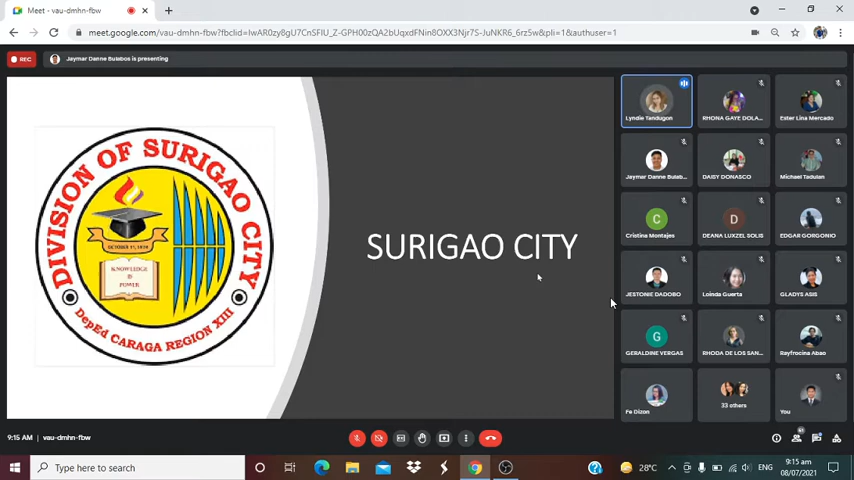 Meet - vau-dmhn-fbw
meet.google.com/vau-dmhn-fbw?fbclid=IwAR0zy8gU7CnSFIU_Z-GPH00zQA2bUqxdFNin8OXX3Njr7S-JuNKR6_6rz5w&pli=1&authuser=1
REC
Jaymar Danne Bulabos is presenting
DIVISION OF SURIGAO CITY
OCTOBER 11, 1970
KNOWLEDGE
IS
POWER
DepEd CARAGA REGION XIII
SURIGAO CITY
Lyndie Tandugon
RHONA GAYE DOLA...
Ester Lina Mercado
Jaymar Danne Bulab...
DAISY DONASCO
Michael Tadulan
C
Cristina Montajes
D
DEANA LUXZEL SOLIS
EDGAR GORGONIO
JESTONIE DADOBO
Loinda Guerta
GLADYS ASIS
G
GERALDINE VERGAS
RHODA DE LOS SAN...
Rayfrocina Abao
Fe Dizon
33 others
You
9:15 AM | vau-dmhn-fbw
Type here to search
28°C
ENG
9:15 am
08/07/2021